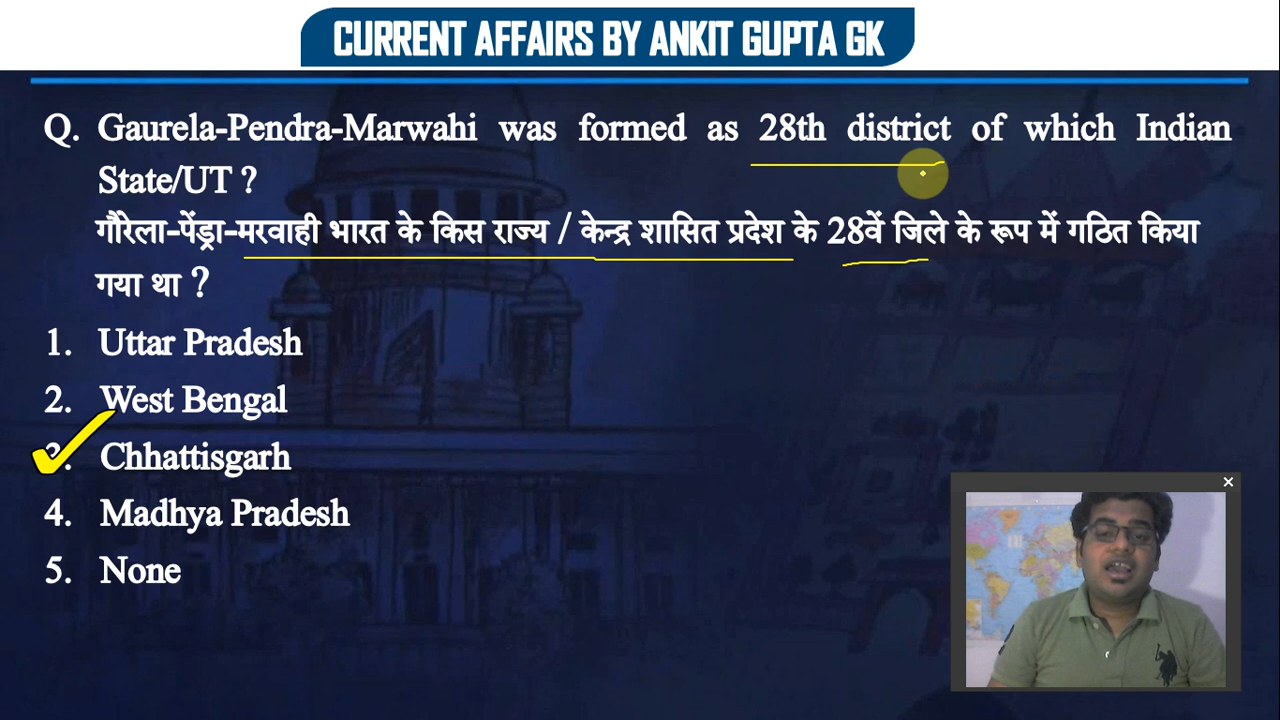 CURRENT AFFAIRS BY ANKIT GUPTA GK
Q. Gaurela-Pendra-Marwahi was formed as 28th district of which Indian
State/UT ?
गौरेला-पेंड्रा-मरवाही भारत के किस राज्य / केन्द्र शासित प्रदेश के 28वें जिले के रूप में गठित किया
गया था ?
1. Uttar Pradesh
2. West Bengal
3. Chhattisgarh
4. Madhya Pradesh
5. None